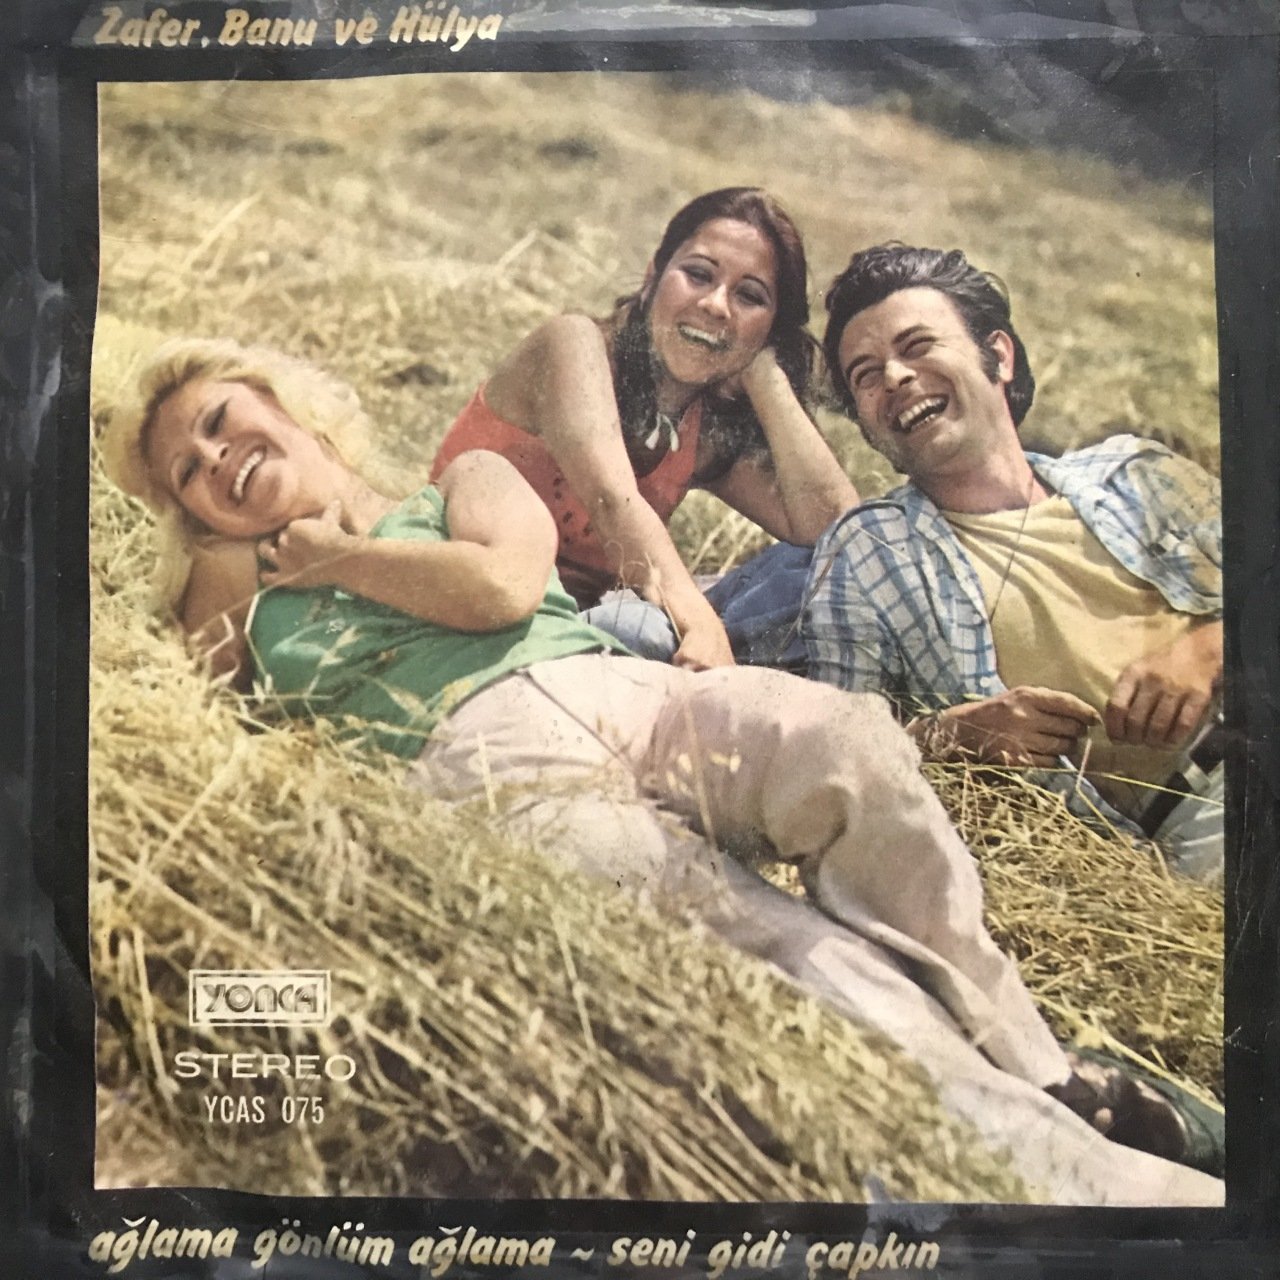 Zafer, Banu ve Hülya
YONCA
STEREO
YCAS 075
ağlama gönlüm ağlama ~ seni gidi çapkın